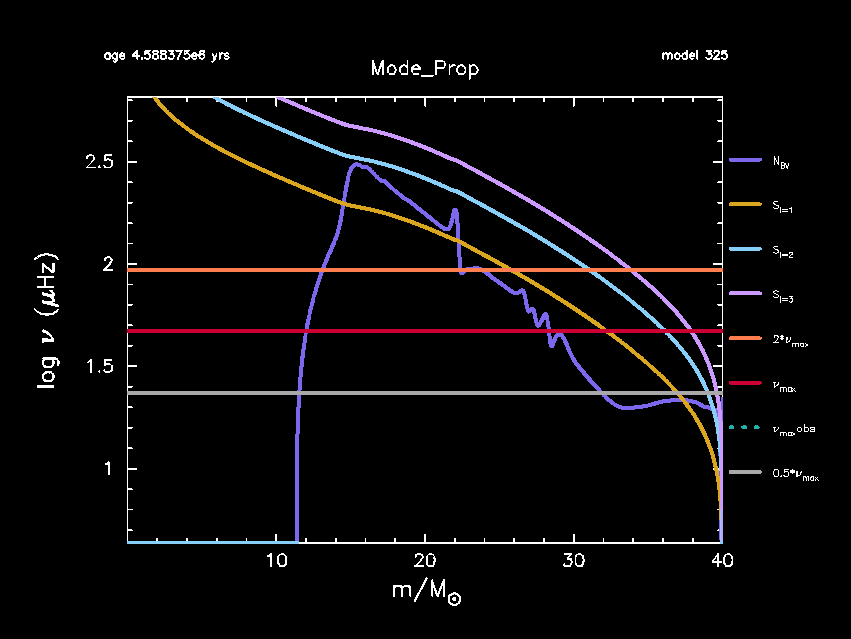 age 4.588375e6 yrs
model 325
Mode_Prop
log ν (μHz)
2.5
2
1.5
1
10
20
30
40
m/M⊙
N_BV
S_l=1
S_l=2
S_l=3
2*ν_max
ν_max
ν_max obs
0.5*ν_max